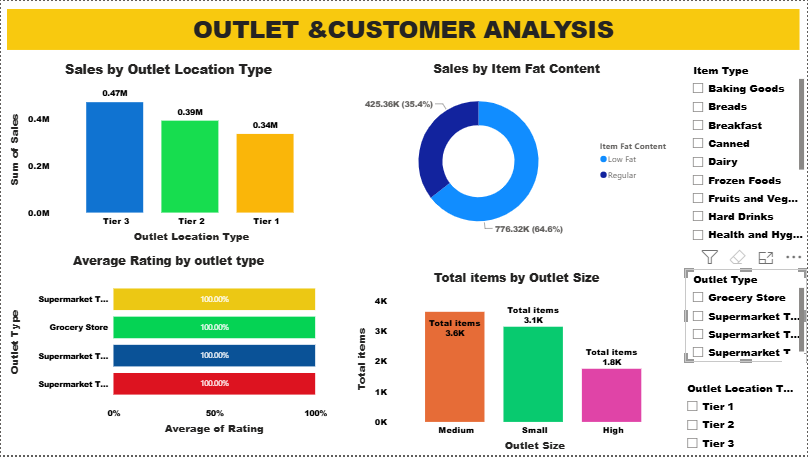 OUTLET &CUSTOMER ANALYSIS
Sales by Outlet Location Type
Sum of Sales
0.4M
0.2M
0.0M
0.47M
0.39M
0.34M
Tier 3
Tier 2
Tier 1
Outlet Location Type
Sales by Item Fat Content
425.36K (35.4%)
776.32K (64.6%)
Item Fat Content
Low Fat
Regular
Item Type
Baking Goods
Breads
Breakfast
Canned
Dairy
Frozen Foods
Fruits and Veg...
Hard Drinks
Health and Hyg...
Average Rating by outlet type
Outlet Type
Supermarket T...
100.00%
Grocery Store
100.00%
Supermarket T...
100.00%
Supermarket T...
100.00%
0%
50%
100%
Average of Rating
Total items by Outlet Size
Total items
4K
3K
2K
1K
0K
Total items
3.6K
Total items
3.1K
Total items
1.8K
Medium
Small
High
Outlet Size
Outlet Type
Grocery Store
Supermarket T...
Supermarket T...
Supermarket T
Outlet Location T...
Tier 1
Tier 2
Tier 3